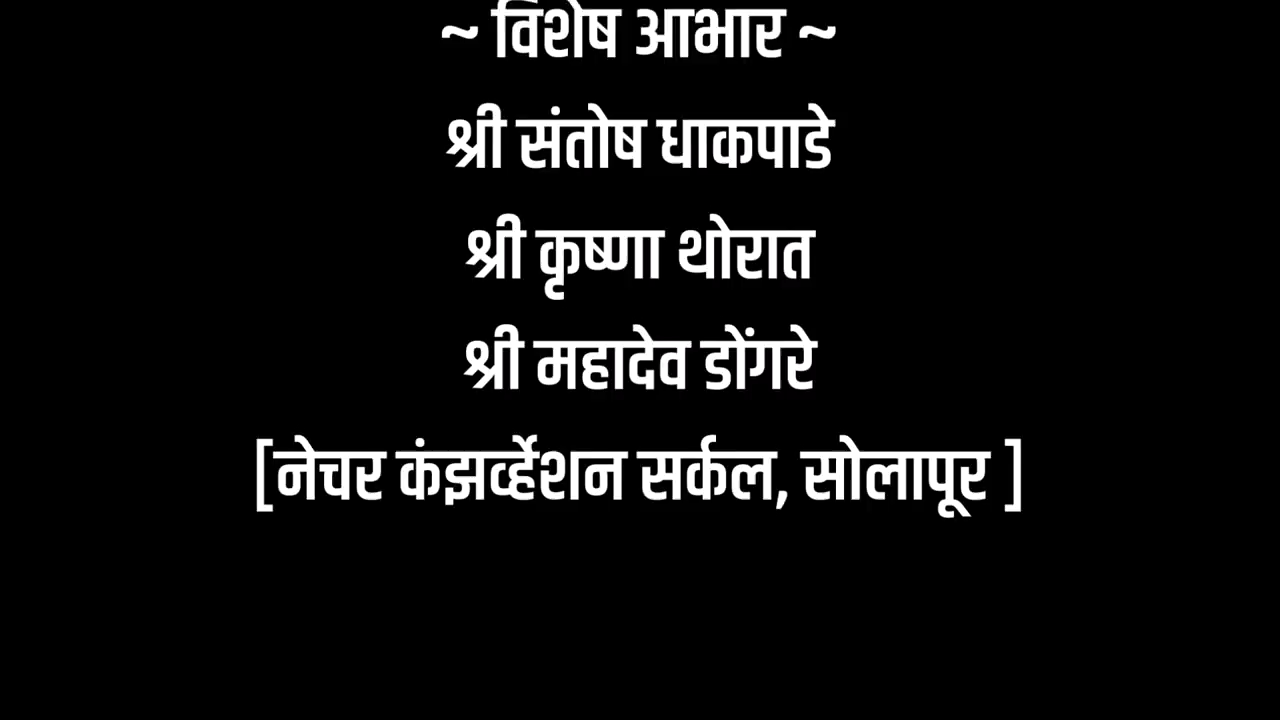 ~ विशेष आभार ~
श्री संतोष धाकपाडे
श्री कृष्णा थोरात
श्री महादेव डोंगरे
[नेचर कंझर्व्हेशन सर्कल, सोलापूर ]